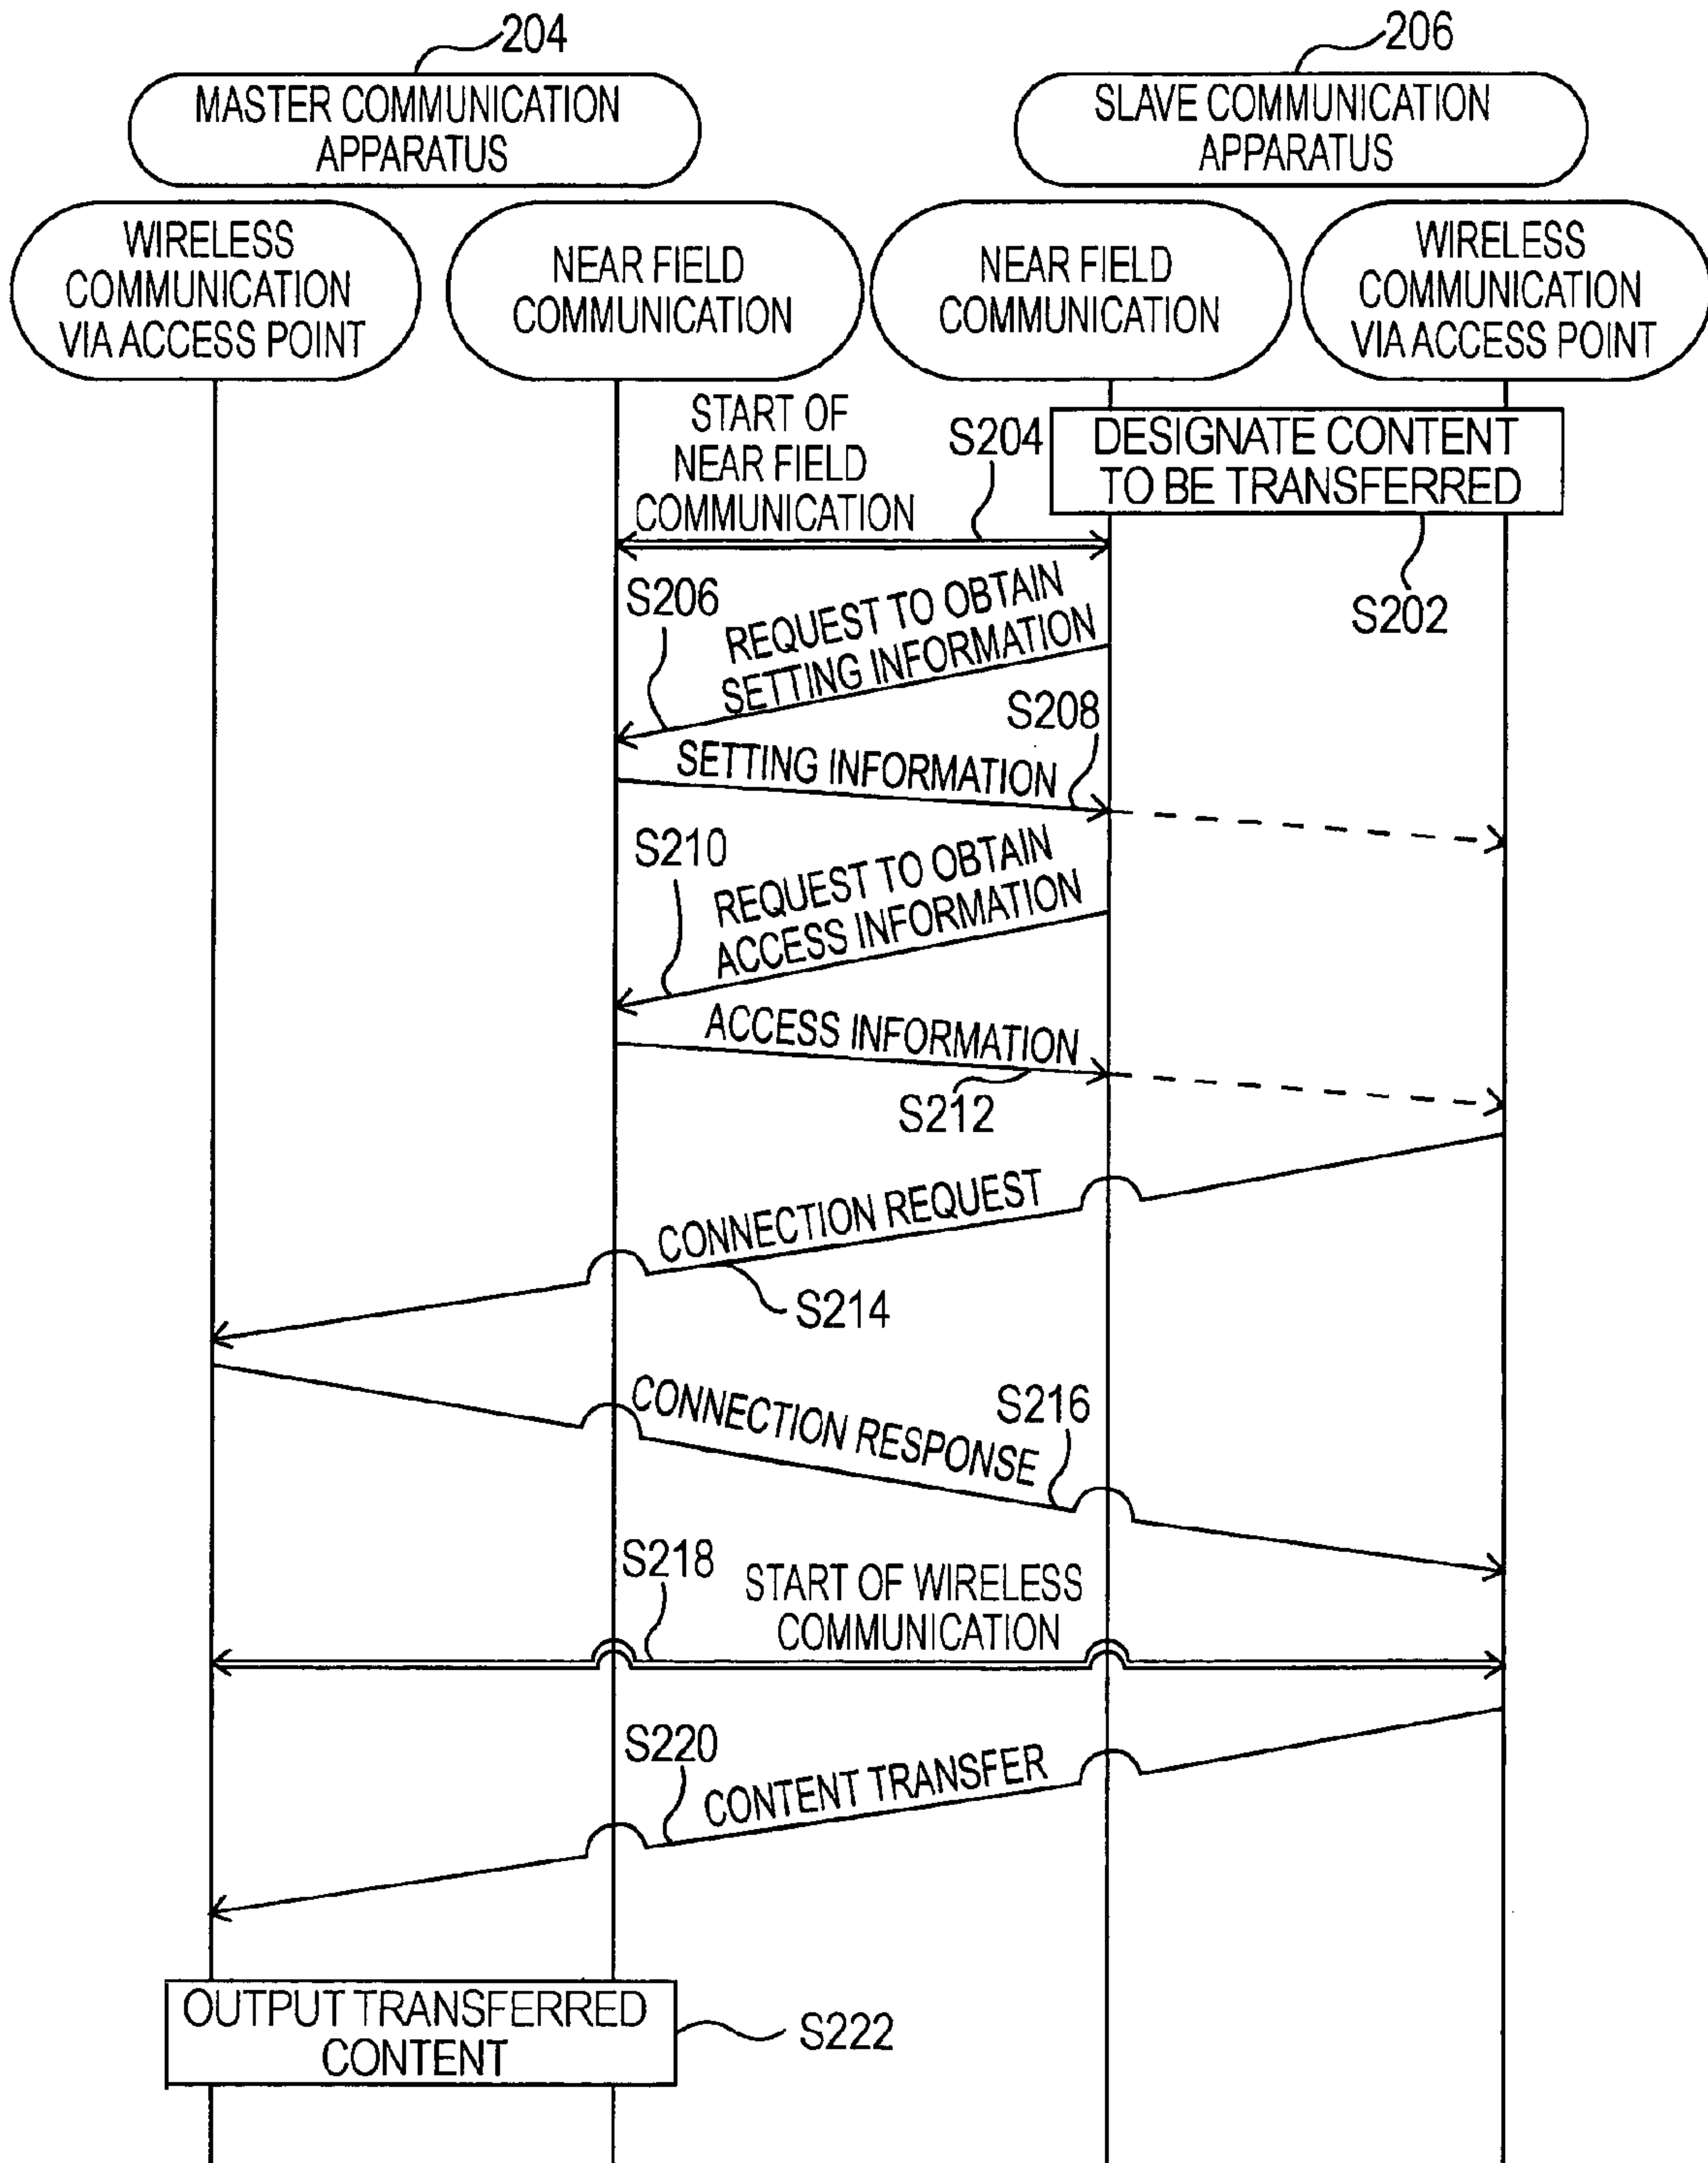 204
206
MASTER COMMUNICATION
APPARATUS
SLAVE COMMUNICATION
APPARATUS
WIRELESS
COMMUNICATION
VIA ACCESS POINT
NEAR FIELD
COMMUNICATION
NEAR FIELD
COMMUNICATION
WIRELESS
COMMUNICATION
VIA ACCESS POINT
START OF
NEAR FIELD
COMMUNICATION
S204
DESIGNATE CONTENT
TO BE TRANSFERRED
S202
S206
REQUEST TO OBTAIN
SETTING INFORMATION
S208
SETTING INFORMATION
S210
REQUEST TO OBTAIN
ACCESS INFORMATION
ACCESS INFORMATION
S212
CONNECTION REQUEST
S214
CONNECTION RESPONSE
S216
S218
START OF WIRELESS
COMMUNICATION
S220
CONTENT TRANSFER
OUTPUT TRANSFERRED
CONTENT
S222